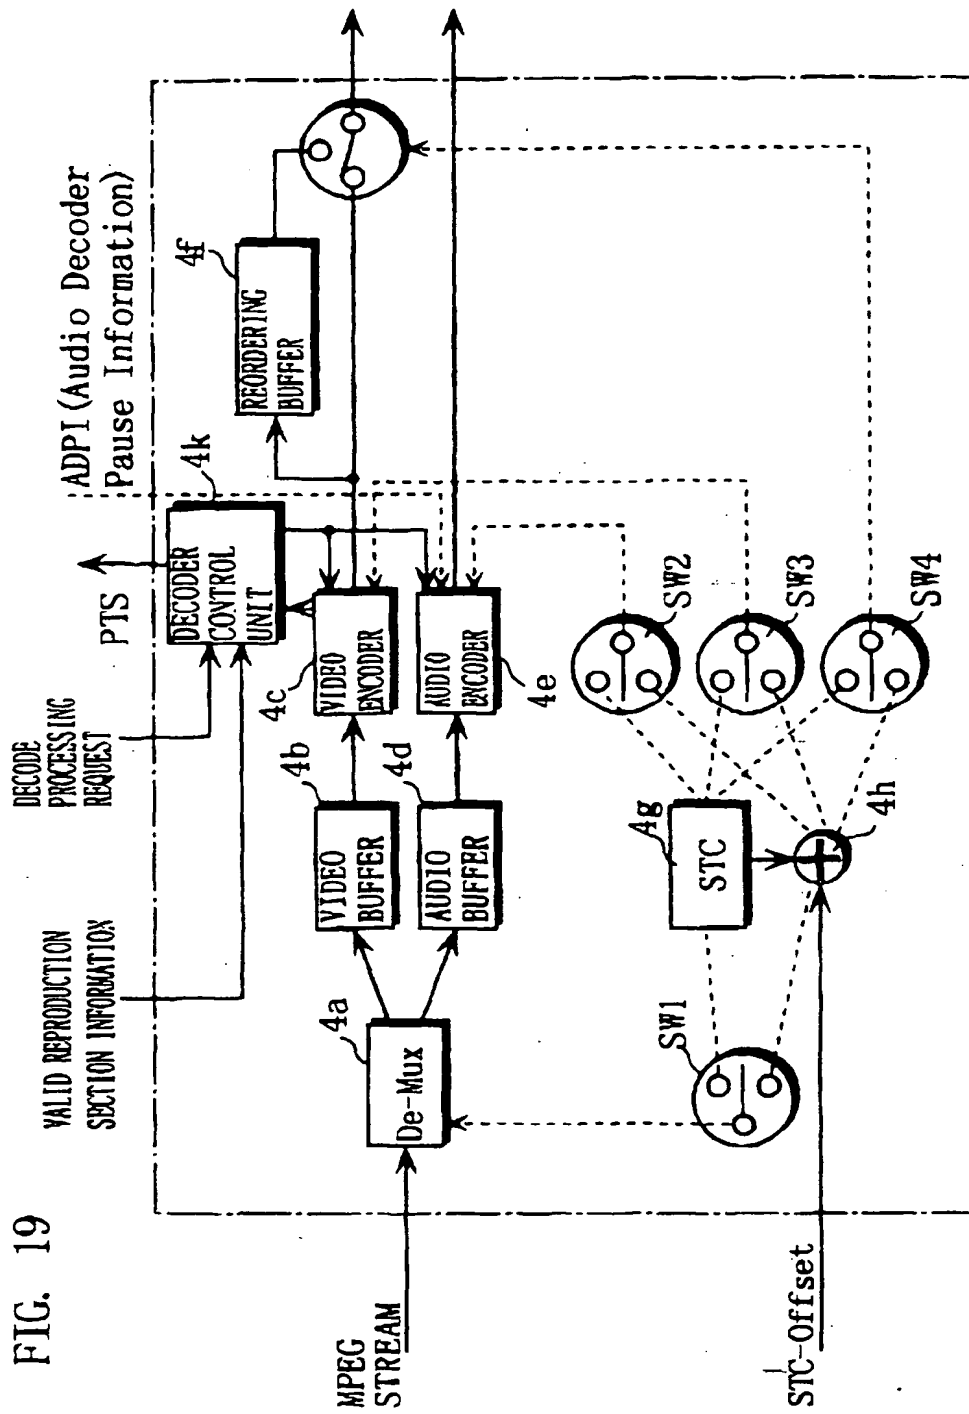 FIG. 19
VALID REPRODUCTION
SECTION INFORMATION
DECODE
PROCESSING
REQUEST
PTS
ADPI(Audio Decoder
Pause Information)
4k
DECODER
CONTROL
UNIT
4f
REORDERING
BUFFER
MPEG
STREAM
4a
De-Mux
4b
VIDEO
BUFFER
4c
VIDEO
ENCODER
4d
AUDIO
BUFFER
AUDIO
ENCODER
4e
SW1
4g
STC
4h
SW2
SW3
SW4
STC-Offset